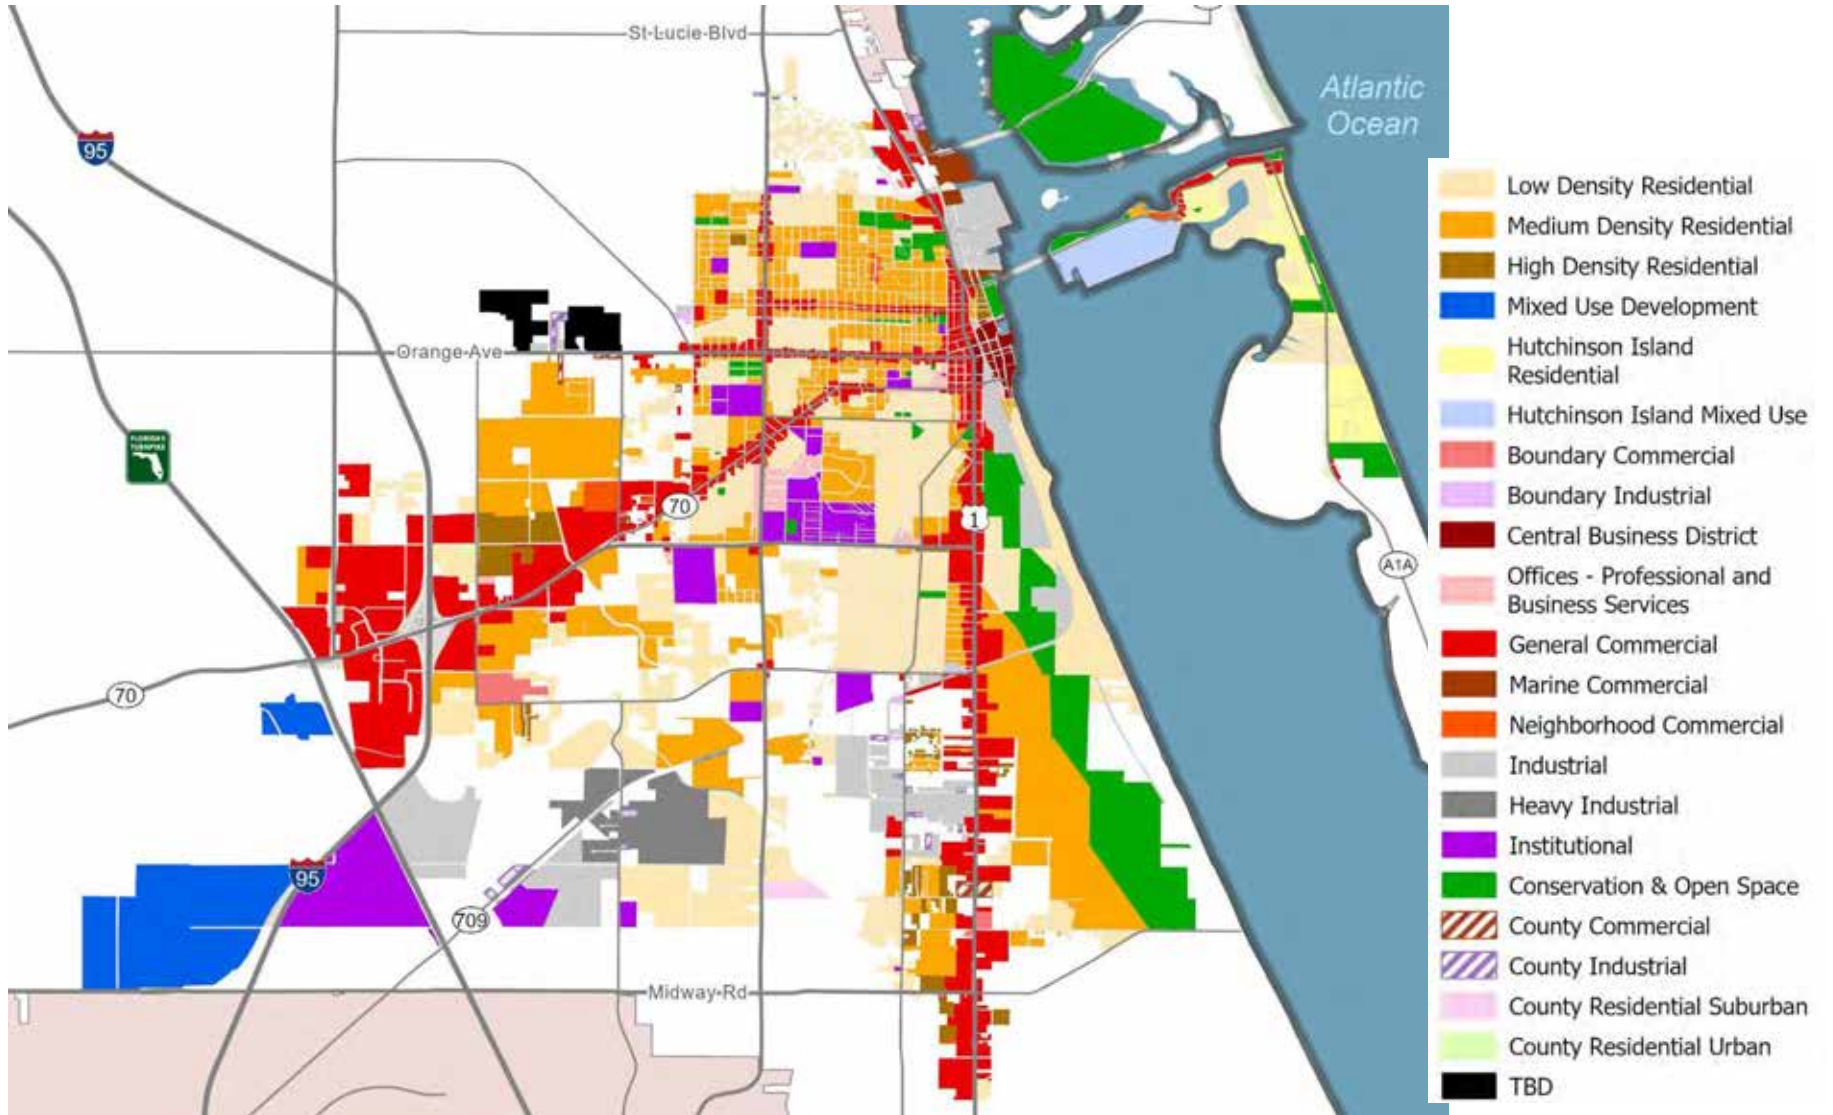 St-Lucie-Blvd
Atlantic
Ocean
95
Orange-Ave
FLORIDA'S
TURNPIKE
70
1
A1A
70
95
709
Midway-Rd
Low Density Residential
Medium Density Residential
High Density Residential
Mixed Use Development
Hutchinson Island
Residential
Hutchinson Island Mixed Use
Boundary Commercial
Boundary Industrial
Central Business District
Offices - Professional and
Business Services
General Commercial
Marine Commercial
Neighborhood Commercial
Industrial
Heavy Industrial
Institutional
Conservation & Open Space
County Commercial
County Industrial
County Residential Suburban
County Residential Urban
TBD